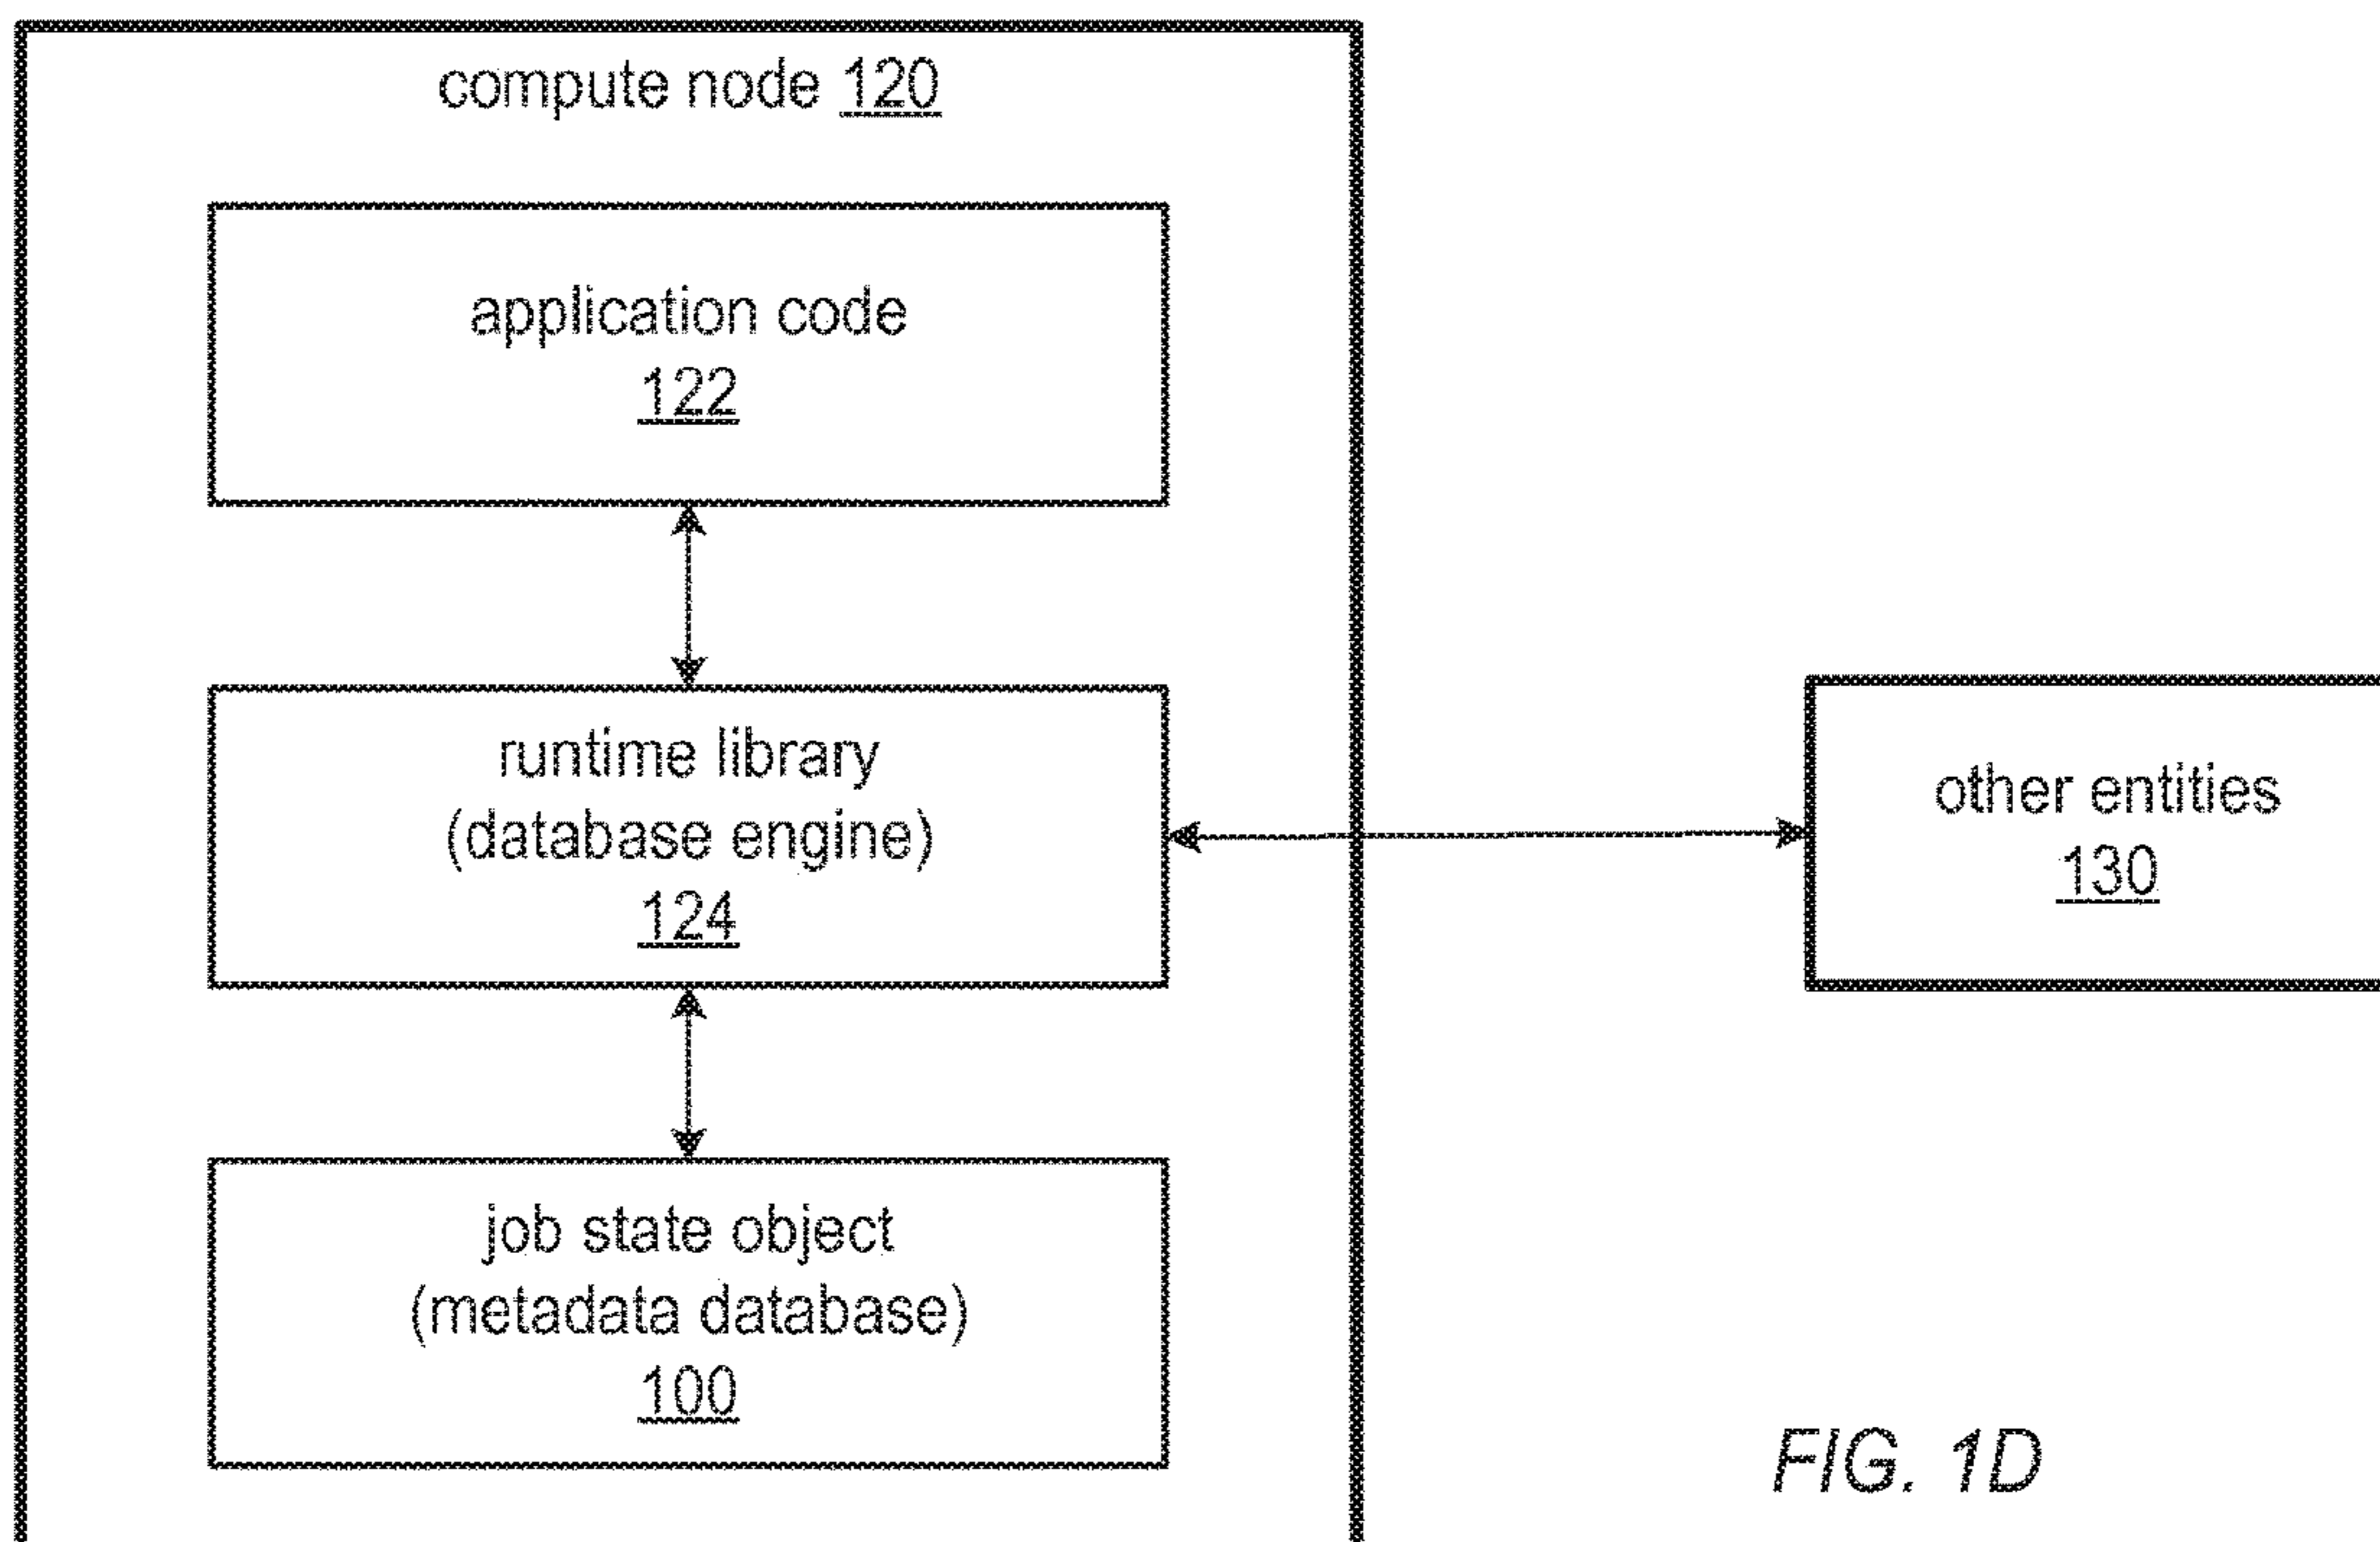 compute node 120
application code
122
runtime library
(database engine)
124
other entities
130
job state object
(metadata database)
100
FIG. 1D